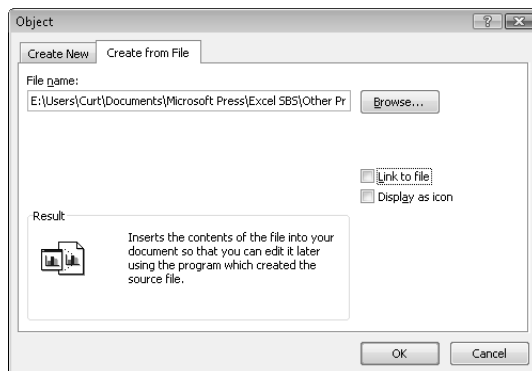 Object
Create New
Create from File
File name:
E:\Users\Curt\Documents\Microsoft Press\Excel SBS\Other Pr
Browse...
Link to file
Display as icon
Result
Inserts the contents of the file into your
document so that you can edit it later
using the program which created the
source file.
OK
Cancel